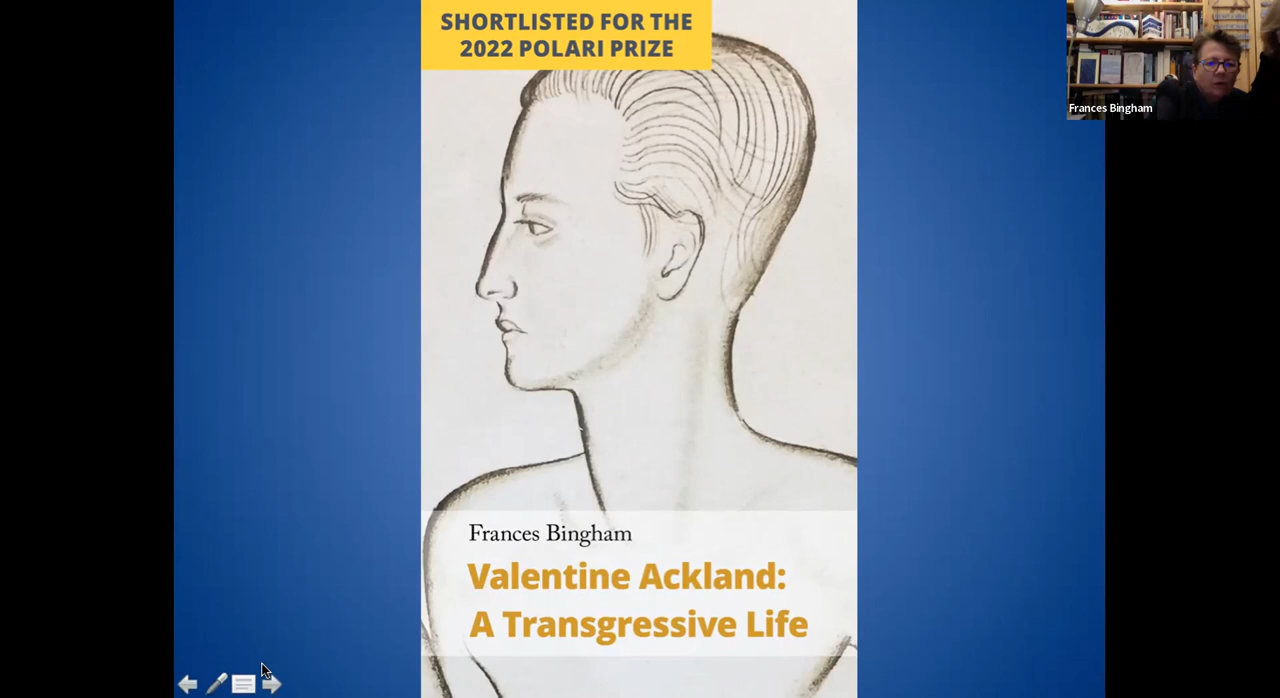 SHORTLISTED FOR THE
2022 POLARI PRIZE
Frances Bingham
Frances Bingham
Valentine Ackland:
A Transgressive Life